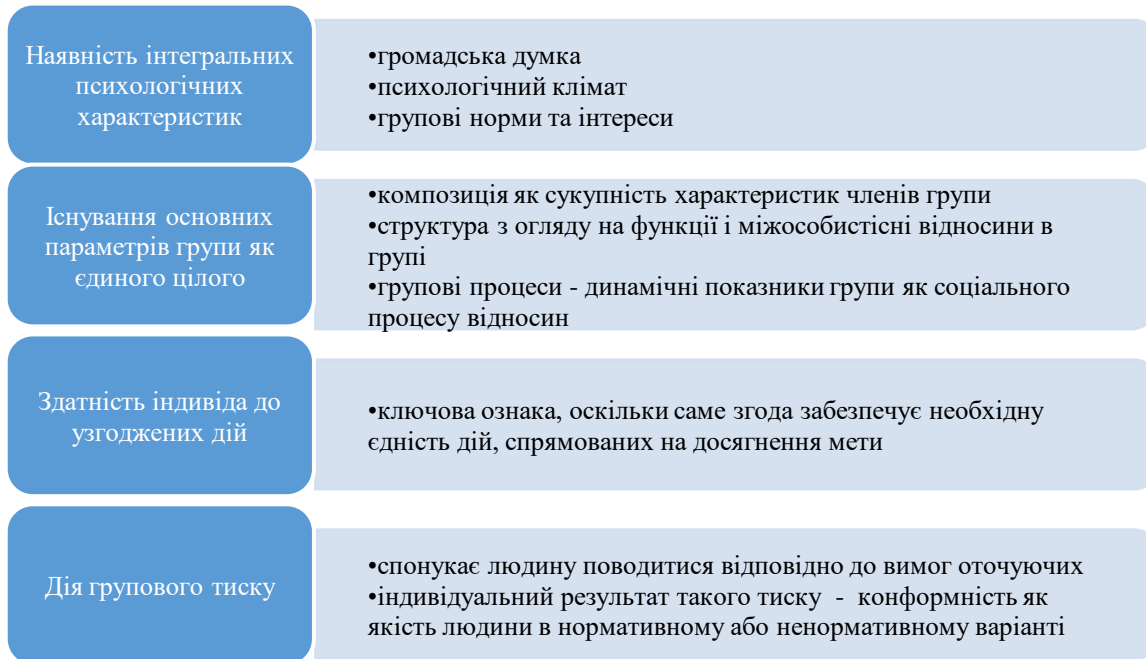 Наявність інтегральних
психологічних
характеристик
•громадська думка
•психологічний клімат
•групові норми та інтереси
Існування основних
параметрів групи як
єдиного цілого
•композиція як сукупність характеристик членів групи
•структура з огляду на функції і міжособистісні відносини в
групі
•групові процеси - динамічні показники групи як соціального
процесу відносин
Здатність індивіда до
узгоджених дій
•ключова ознака, оскільки саме згода забезпечує необхідну
єдність дій, спрямованих на досягнення мети
Дія групового тиску
•спонукає людину поводитися відповідно до вимог оточуючих
•індивідуальний результат такого тиску - конформність як
якість людини в нормативному або ненормативному варіанті